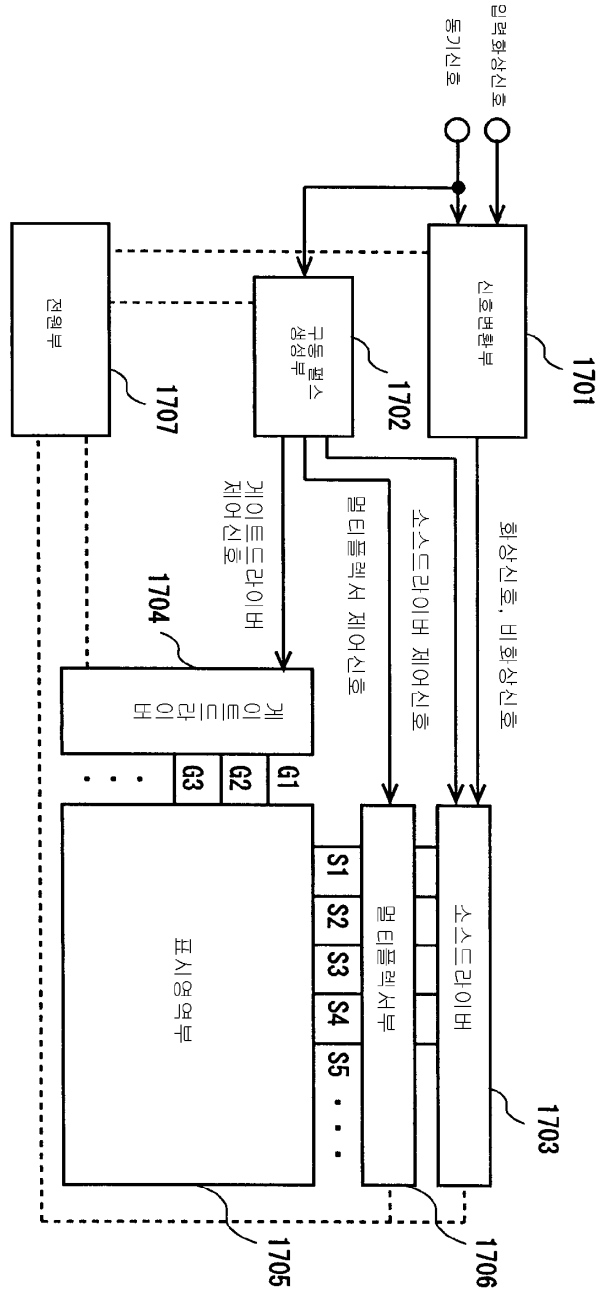 입력화상신호
동기신호
신호변환부
1701
화상신호, 비화상신호
소스드라이버
1703
구동 펄스
생성부
1702
소스드라이버 제어신호
멀티플렉서 제어신호
게이트드라이버
제어신호
멀티플렉서부
1706
S1 S2 S3 S4 S5 · · ·
전원부
1707
1704
게이트드라이버
G1
G2
G3
· · ·
표시영역부
1705